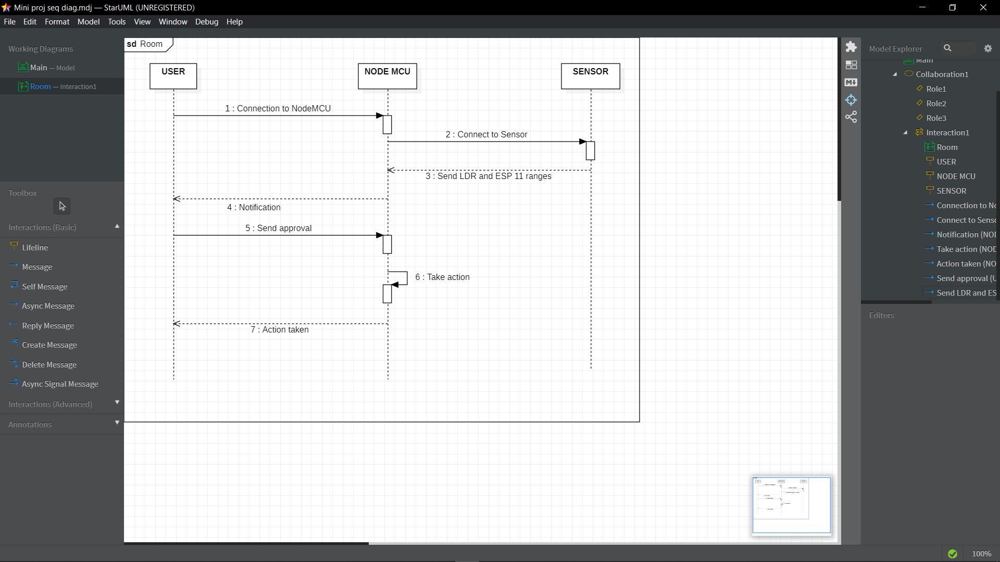 Mini proj seq diag.mdj — StarUML (UNREGISTERED)
File Edit Format Model Tools View Window Debug Help
Working Diagrams
Main — Model
Room — Interaction1
Toolbox
Interactions (Basic)
Lifeline
Message
Self Message
Async Message
Reply Message
Create Message
Delete Message
Async Signal Message
Interactions (Advanced)
Annotations
sd Room
USER
NODE MCU
SENSOR
1 : Connection to NodeMCU
2 : Connect to Sensor
3 : Send LDR and ESP 11 ranges
4 : Notification
5 : Send approval
6 : Take action
7 : Action taken
Model Explorer
Main
Collaboration1
Role1
Role2
Role3
Interaction1
Room
USER
NODE MCU
SENSOR
Connection to No
Connect to Senso
Notification (NOD
Take action (NOD
Action taken (NO
Send approval (U
Send LDR and ES
Editors
100%